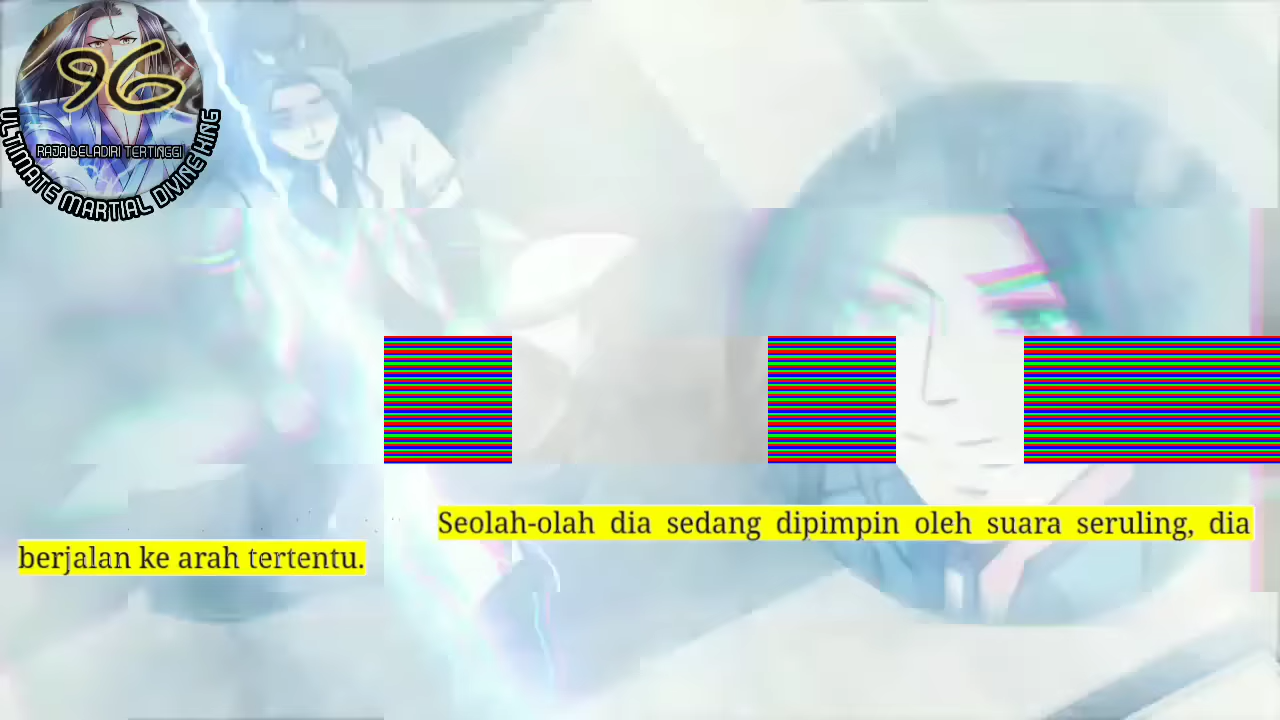 96
RAJA BELADIRI TERTINGGI
ULTIMATE MARTIAL DIVINE KING
Seolah-olah dia sedang dipimpin oleh suara seruling, dia
berjalan ke arah tertentu.